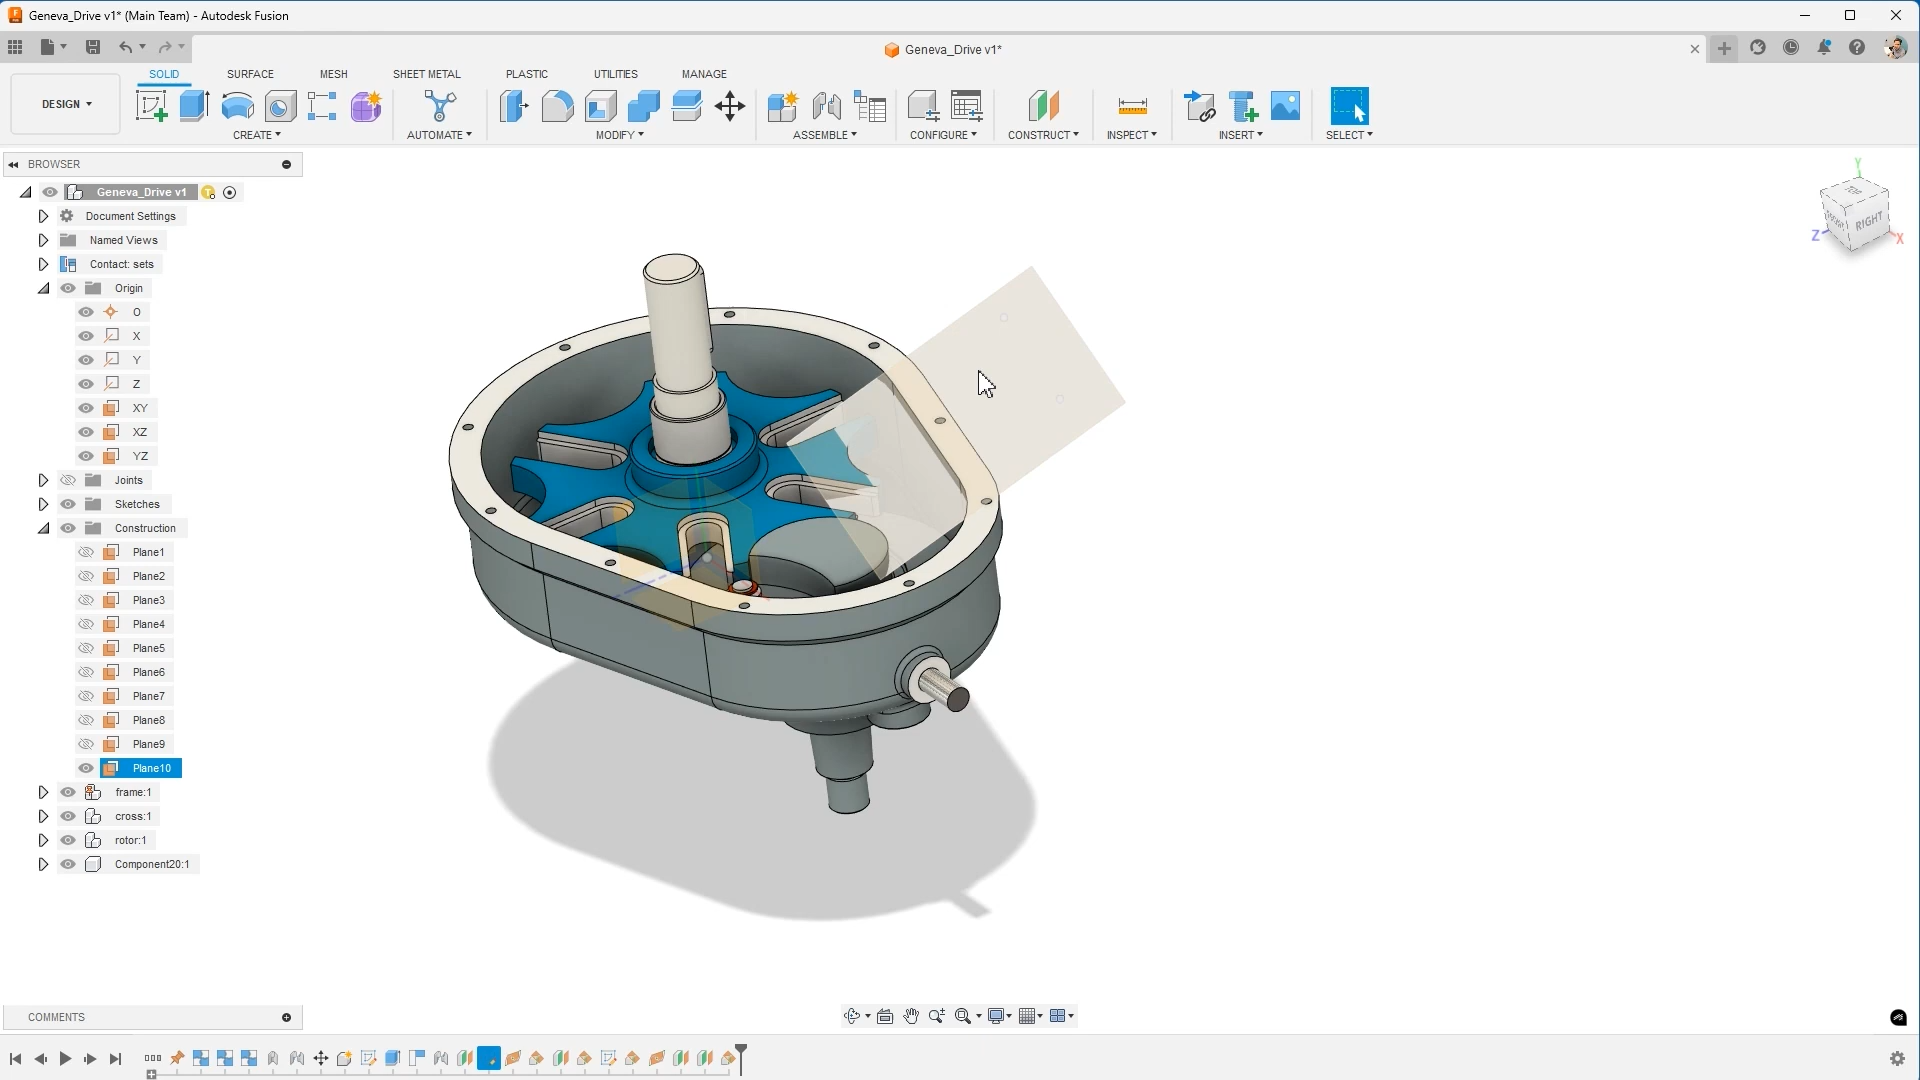 Geneva_Drive v1* (Main Team) - Autodesk Fusion
Geneva_Drive v1*
DESIGN
SOLID SURFACE MESH SHEET METAL PLASTIC UTILITIES MANAGE
CREATE AUTOMATE MODIFY ASSEMBLE CONFIGURE CONSTRUCT INSPECT INSERT SELECT
BROWSER
Geneva_Drive v1
Document Settings
Named Views
Contact: sets
Origin
O
X
Y
Z
XY
XZ
YZ
Joints
Sketches
Construction
Plane1
Plane2
Plane3
Plane4
Plane5
Plane6
Plane7
Plane8
Plane9
Plane10
frame:1
cross:1
rotor:1
Component20:1
Y
TOP
RIGHT
Z
X
COMMENTS